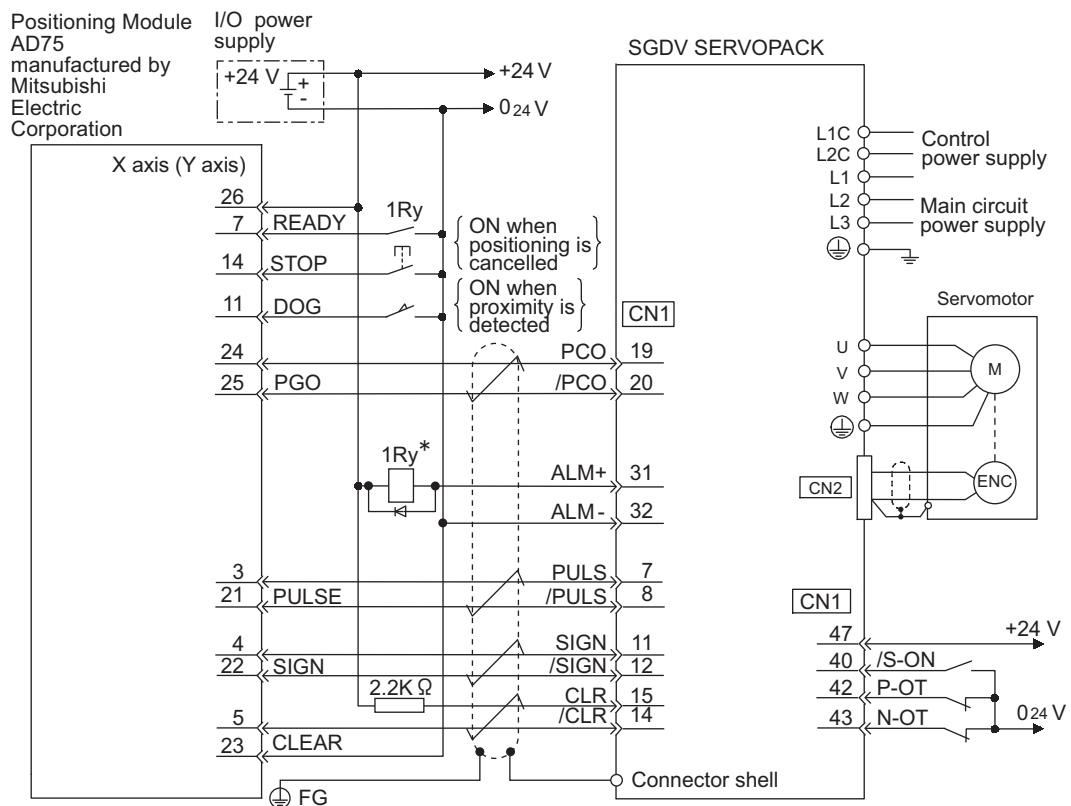 Positioning Module
AD75
manufactured by
Mitsubishi
Electric
Corporation
I/O power
supply
+24 V
+
-
+24 V
024 V
SGDV SERVOPACK
X axis (Y axis)
26
7 READY
1Ry
ON when
positioning is
cancelled
14 STOP
11 DOG
ON when
proximity is
detected
CN1
24
PCO 19
25 PGO
/PCO 20
1Ry*
ALM+ 31
ALM- 32
3
PULS 7
21 PULSE
/PULS 8
4
SIGN 11
22 SIGN
/SIGN 12
2.2K Ω
CLR 15
5
/CLR 14
23 CLEAR
FG
Connector shell
L1C
L2C
Control
power supply
L1
L2
L3
Main circuit
power supply
Servomotor
U
V
W
M
CN2
ENC
CN1
47
+24 V
40 /S-ON
42 P-OT
43 N-OT
024 V